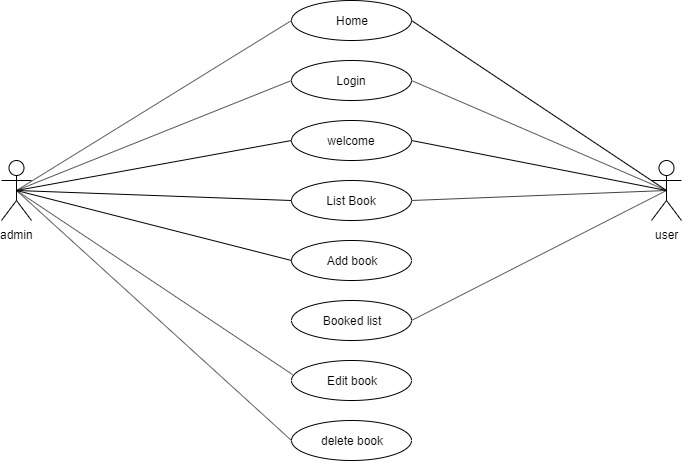 Home
Login
welcome
List Book
admin
user
Add book
Booked list
Edit book
delete book